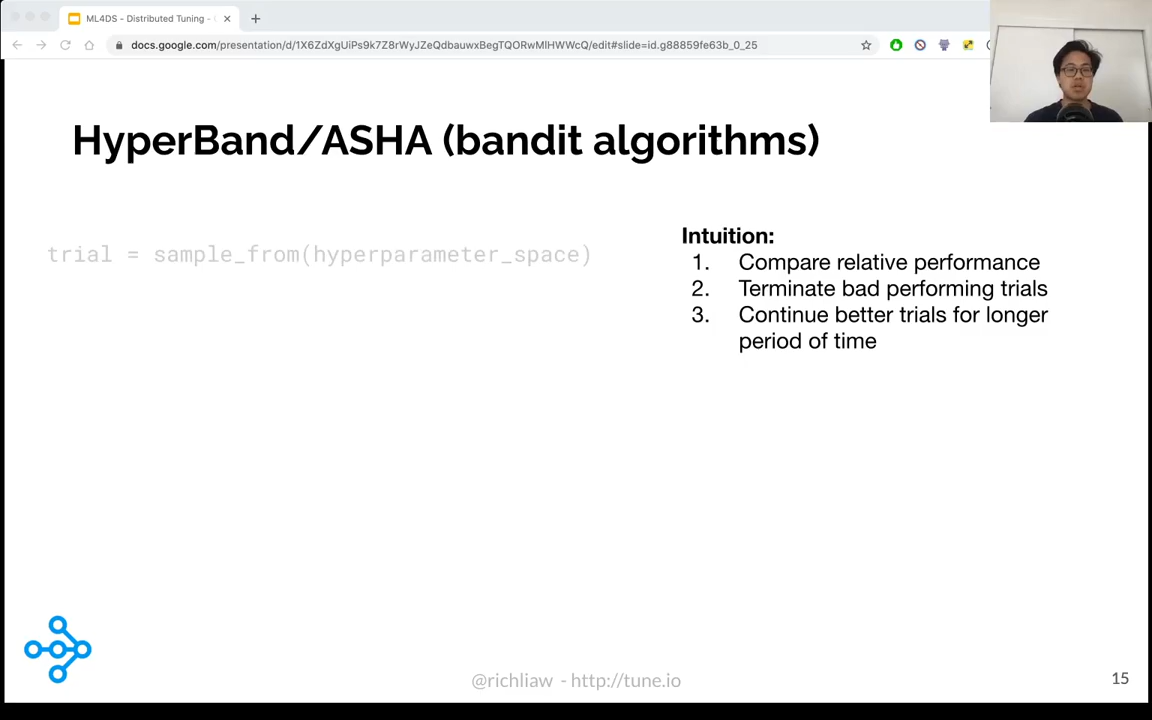 ML4DS - Distributed Tuning -
docs.google.com/presentation/d/1X6ZdXgUiPs9k7Z8rWyJZeQdbauwxBegTQORwMlHWWcQ/edit#slide=id.g88859fe63b_0_25
HyperBand/ASHA (bandit algorithms)
trial = sample_from(hyperparameter_space)
Intuition:
1. Compare relative performance
2. Terminate bad performing trials
3. Continue better trials for longer
period of time
@richliaw - http://tune.io
15